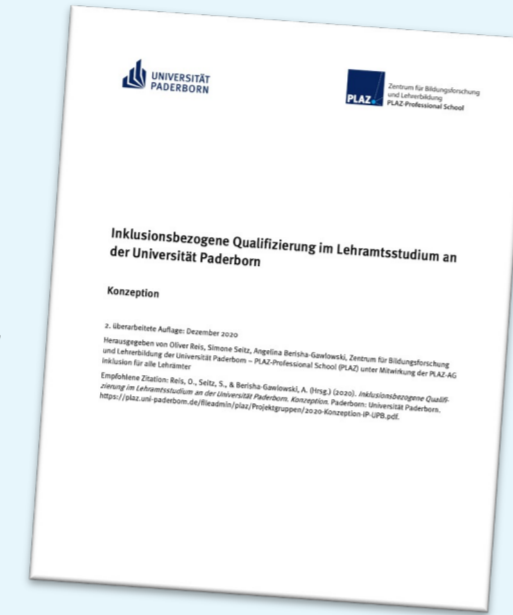 UNIVERSITÄT
PADERBORN
PLAZ
Zentrum für Bildungsforschung
und Lehrerbildung
PLAZ-Professional School
Inklusionsbezogene Qualifizierung im Lehramtsstudium an
der Universität Paderborn
Konzeption
2. überarbeitete Auflage: Dezember 2020
Herausgegeben von Oliver Reis, Simone Seitz, Angelina Berisha-Gawlowski, Zentrum für Bildungsforschung
und Lehrerbildung der Universität Paderborn – PLAZ-Professional School (PLAZ) unter Mitwirkung der PLAZ-AG
Inklusion für alle Lehrämter
Empfohlene Zitation: Reis, O., Seitz, S., & Berisha-Gawlowski, A. (Hrsg.) (2020). Inklusionsbezogene Qualifi-
zierung im Lehramtsstudium an der Universität Paderborn. Konzeption. Paderborn: Universität Paderborn.
https://plaz.uni-paderborn.de/fileadmin/plaz/Projektgruppen/2020-Konzeption-IP-UPB.pdf.